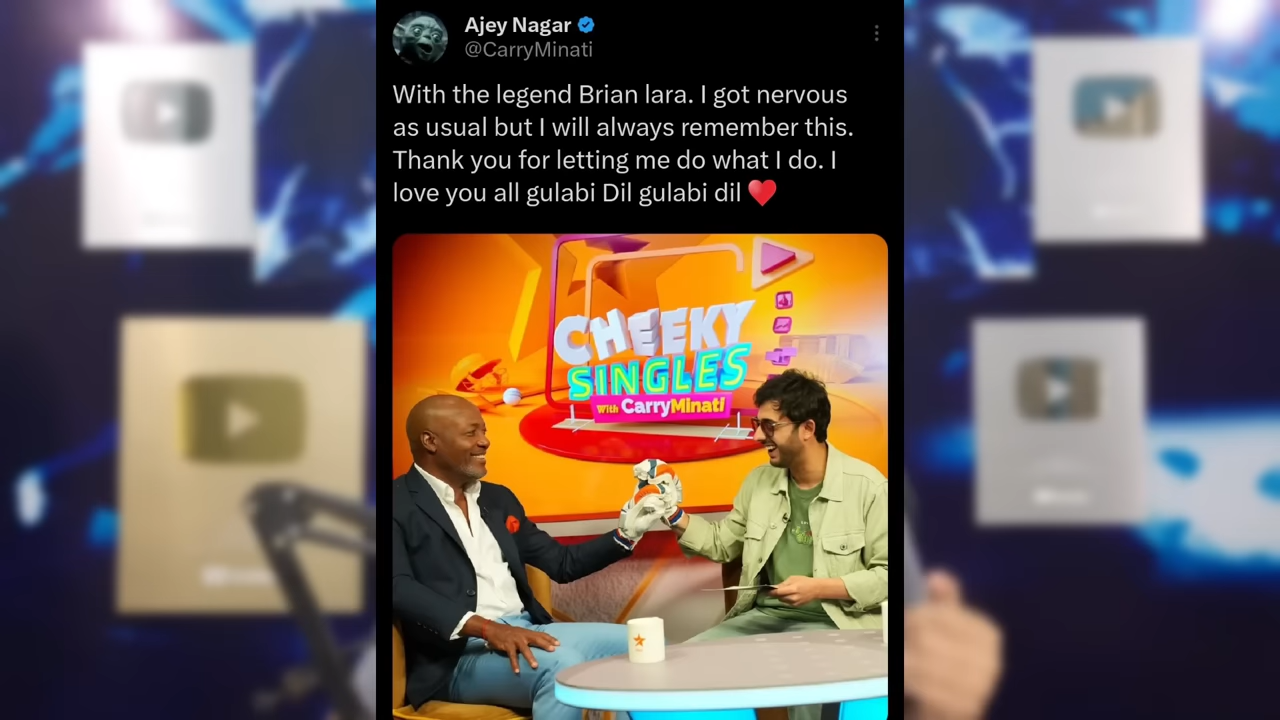 Ajey Nagar
@CarryMinati
With the legend Brian lara. I got nervous
as usual but I will always remember this.
Thank you for letting me do what I do. I
love you all gulabi Dil gulabi dil ♥️
CHEEKY
SINGLES
With CarryMinati